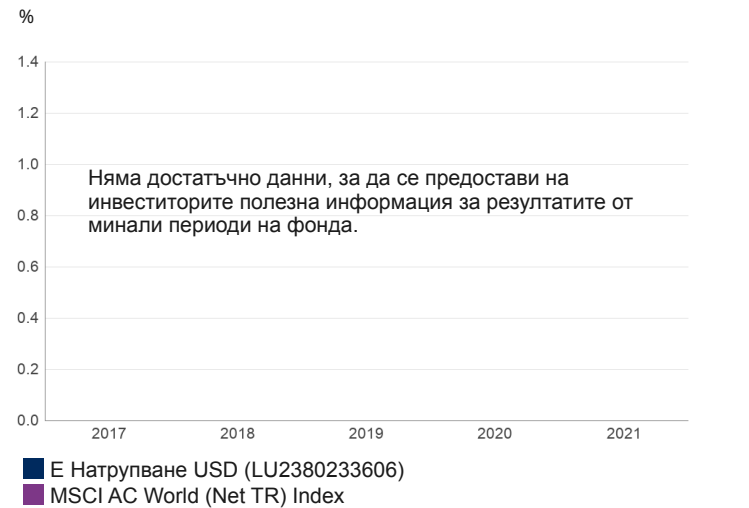 %
1.4
1.2
1.0
Няма достатъчно данни, за да се предостави на
инвеститорите полезна информация за резултатите от
0.8
минали периоди на фонда.
0.6
0.4
0.2
0.0
2017 2018 2019 2020 2021
E Натрупване USD (LU2380233606)
MSCI AC World (Net TR) Index